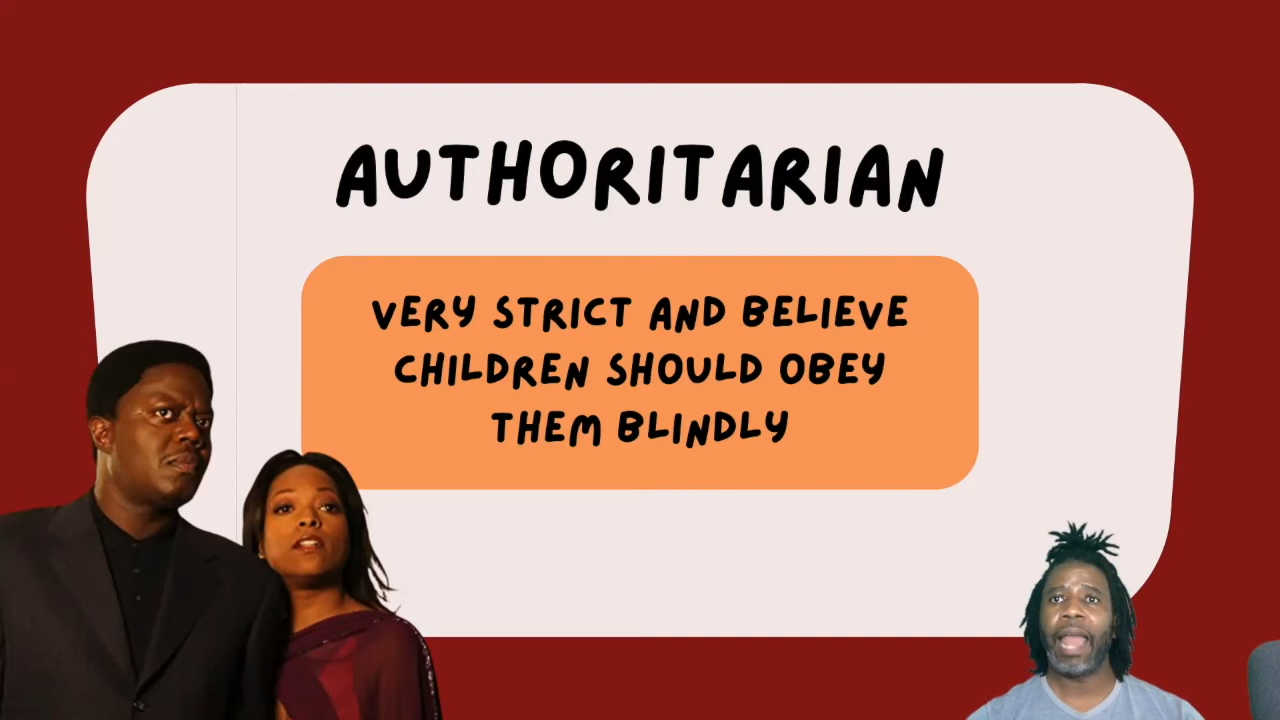 AUTHORITARIAN
VERY STRICT AND BELIEVE
CHILDREN SHOULD OBEY
THEM BLINDLY